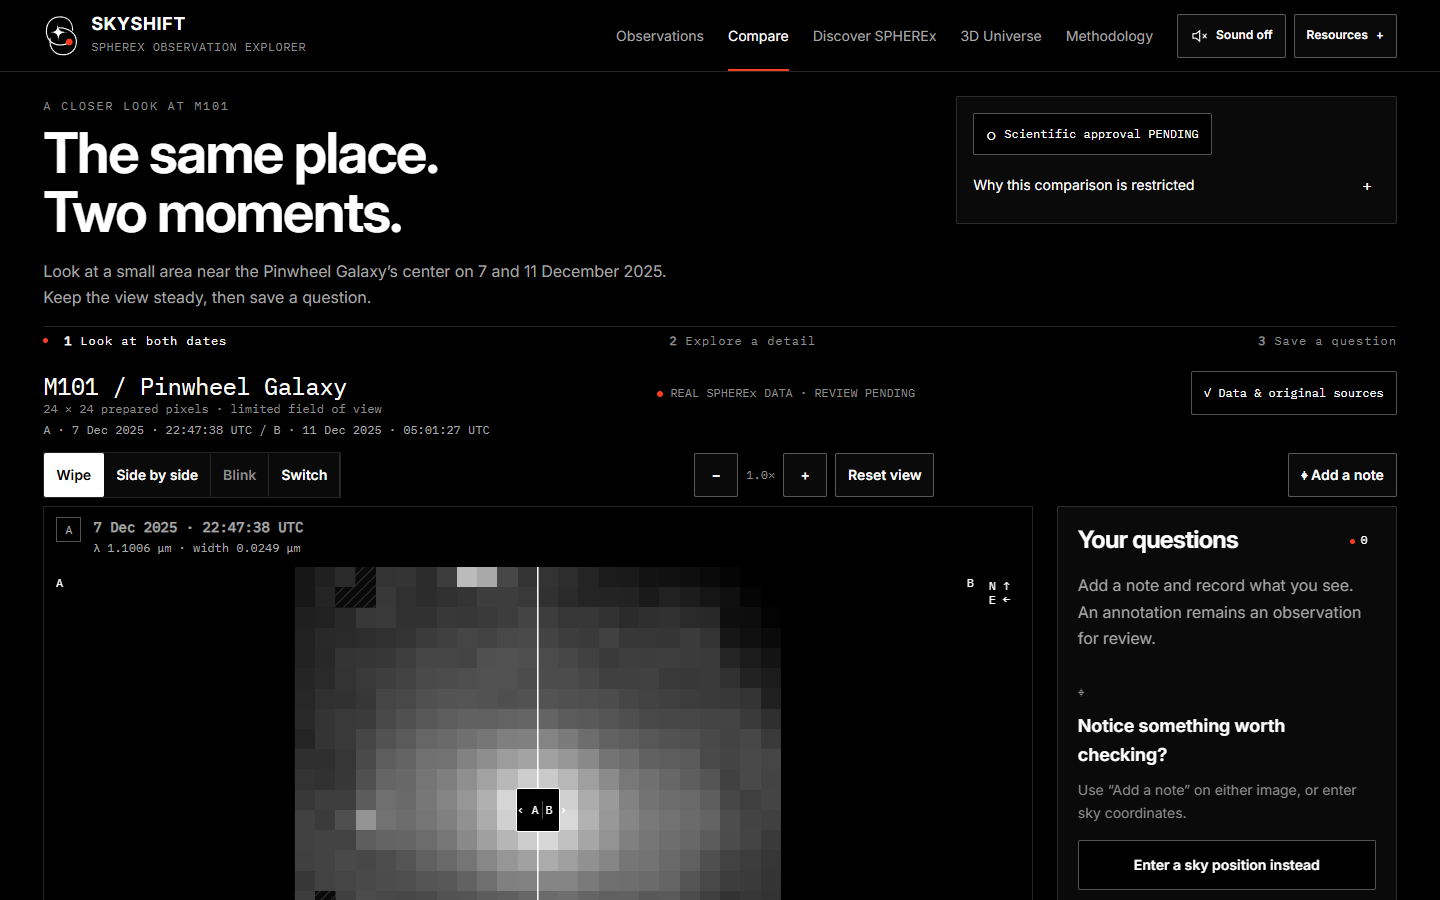 SKYSHIFT
SPHEREX OBSERVATION EXPLORER
Observations
Compare
Discover SPHEREx
3D Universe
Methodology
Sound off
Resources +
A CLOSER LOOK AT M101
The same place.
Two moments.
Look at a small area near the Pinwheel Galaxy’s center on 7 and 11 December 2025.
Keep the view steady, then save a question.
Scientific approval PENDING
Why this comparison is restricted +
1 Look at both dates
2 Explore a detail
3 Save a question
M101 / Pinwheel Galaxy
24 × 24 prepared pixels · limited field of view
A · 7 Dec 2025 · 22:47:38 UTC / B · 11 Dec 2025 · 05:01:27 UTC
REAL SPHEREx DATA · REVIEW PENDING
√ Data & original sources
Wipe
Side by side
Blink
Switch
−
1.0×
+
Reset view
⌖ Add a note
A
7 Dec 2025 · 22:47:38 UTC
λ 1.1006 µm · width 0.0249 µm
A
B
N ↑
E ←
‹ A B ›
Your questions
0
Add a note and record what you see.
An annotation remains an observation
for review.
⌖
Notice something worth
checking?
Use “Add a note” on either image, or enter
sky coordinates.
Enter a sky position instead